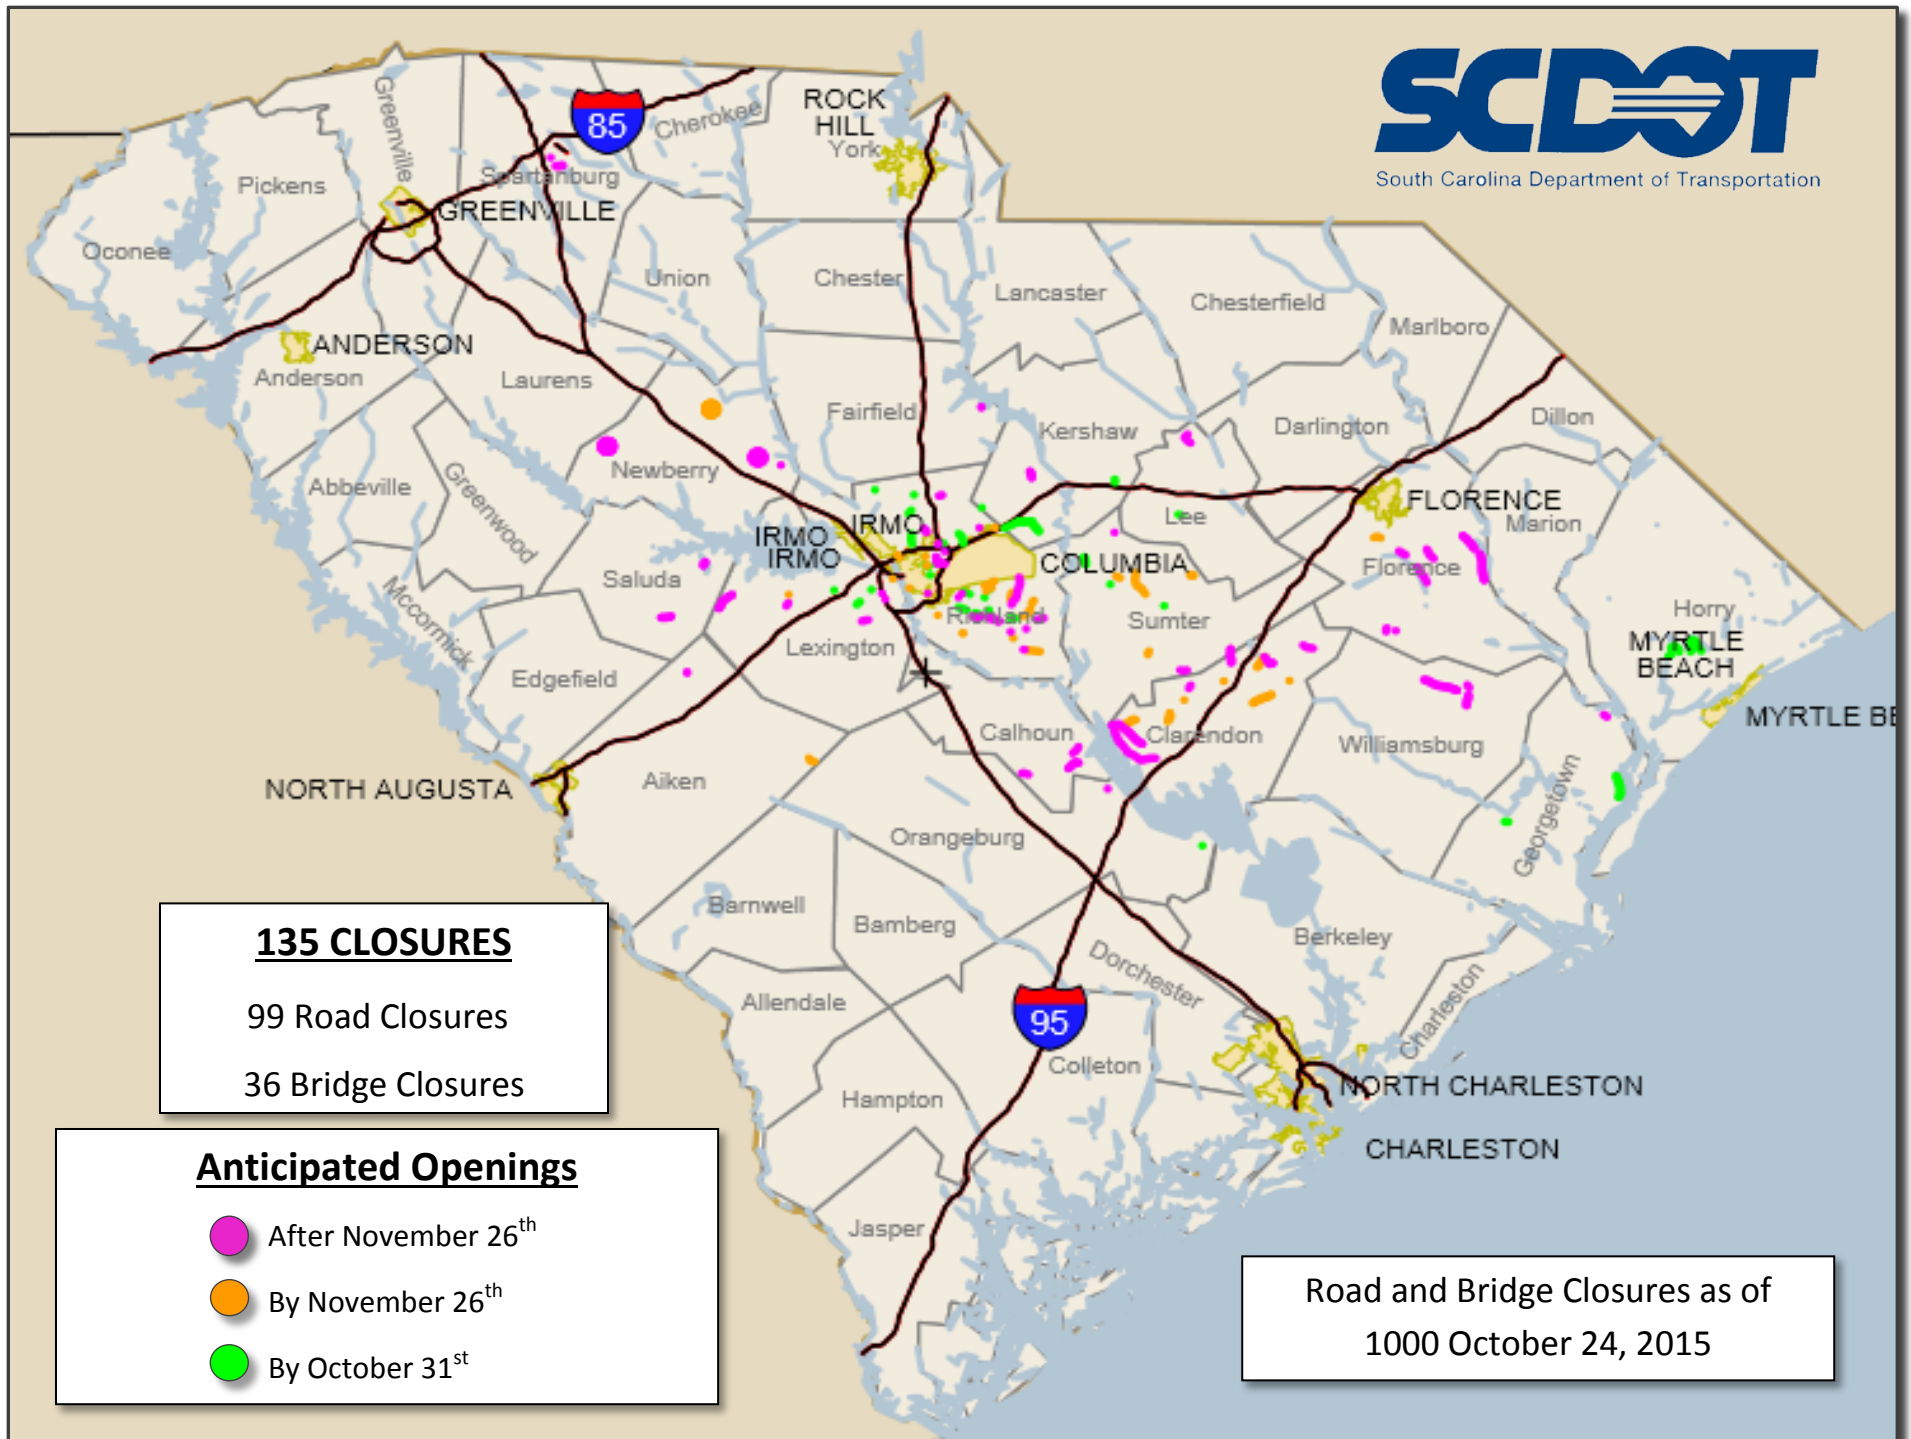 SCDOT
South Carolina Department of Transportation
85
ROCK
HILL
York
Cherokee
Greenville
Pickens
Spartanburg
GREENVILLE
Oconee
Union
Chester
Lancaster
Chesterfield
Marlboro
ANDERSON
Anderson
Laurens
Fairfield
Kershaw
Darlington
Dillon
Abbeville
Greenwood
Newberry
IRMO
IRMO
IRMO
COLUMBIA
Lee
FLORENCE
Marion
Florence
Saluda
Mccormick
Richland
Sumter
Horry
MYRTLE
BEACH
Lexington
Edgefield
MYRTLE BE
Calhoun
Clarendon
Williamsburg
NORTH AUGUSTA
Aiken
Georgetown
Orangeburg
Barnwell
Bamberg
Berkeley
Dorchester
Charleston
Allendale
95
Colleton
Hampton
NORTH CHARLESTON
CHARLESTON
Jasper
135 CLOSURES
99 Road Closures
36 Bridge Closures
Anticipated Openings
After November 26th
By November 26th
By October 31st
Road and Bridge Closures as of
1000 October 24, 2015